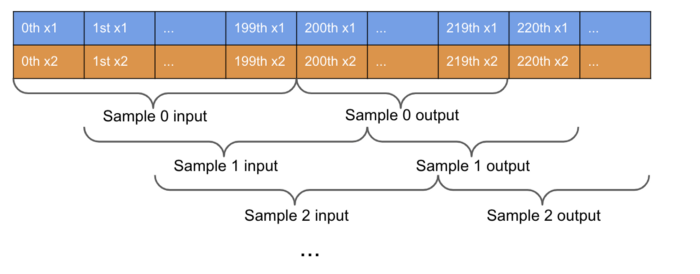 0th x1 1st x1 ... 199th x1 200th x1 ... 219th x1 220th x1 ...
0th x2 1st x2 ... 199th x2 200th x2 ... 219th x2 220th x2 ...
Sample 0 input Sample 0 output
Sample 1 input Sample 1 output
Sample 2 input Sample 2 output
...